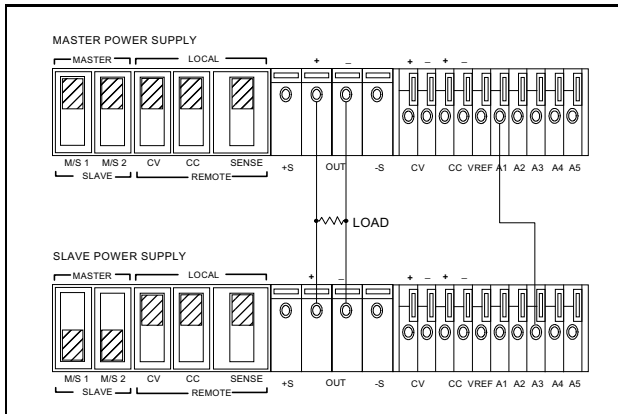 MASTER POWER SUPPLY
MASTER LOCAL
+ – + – + –
M/S 1 M/S 2 CV CC SENSE +S OUT -S CV CC VREF A1 A2 A3 A4 A5
SLAVE REMOTE
LOAD
SLAVE POWER SUPPLY
MASTER LOCAL
+ – + – + –
M/S 1 M/S 2 CV CC SENSE +S OUT -S CV CC VREF A1 A2 A3 A4 A5
SLAVE REMOTE